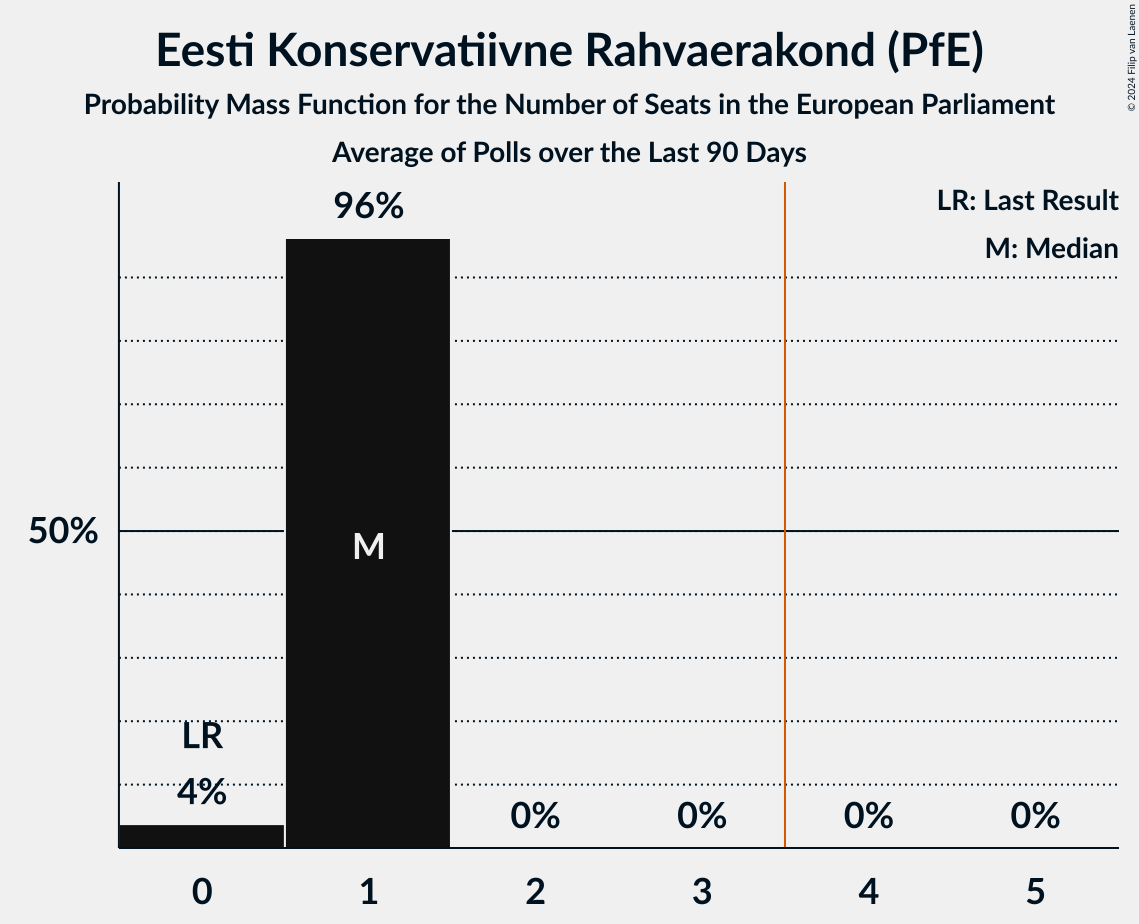 Eesti Konservatiivne Rahvaerakond (PfE)
Probability Mass Function for the Number of Seats in the European Parliament
Average of Polls over the Last 90 Days
© 2024 Filip van Laenen
LR: Last Result
M: Median
96%
50%
M
LR
4%
0%
0%
0%
0%
0
1
2
3
4
5